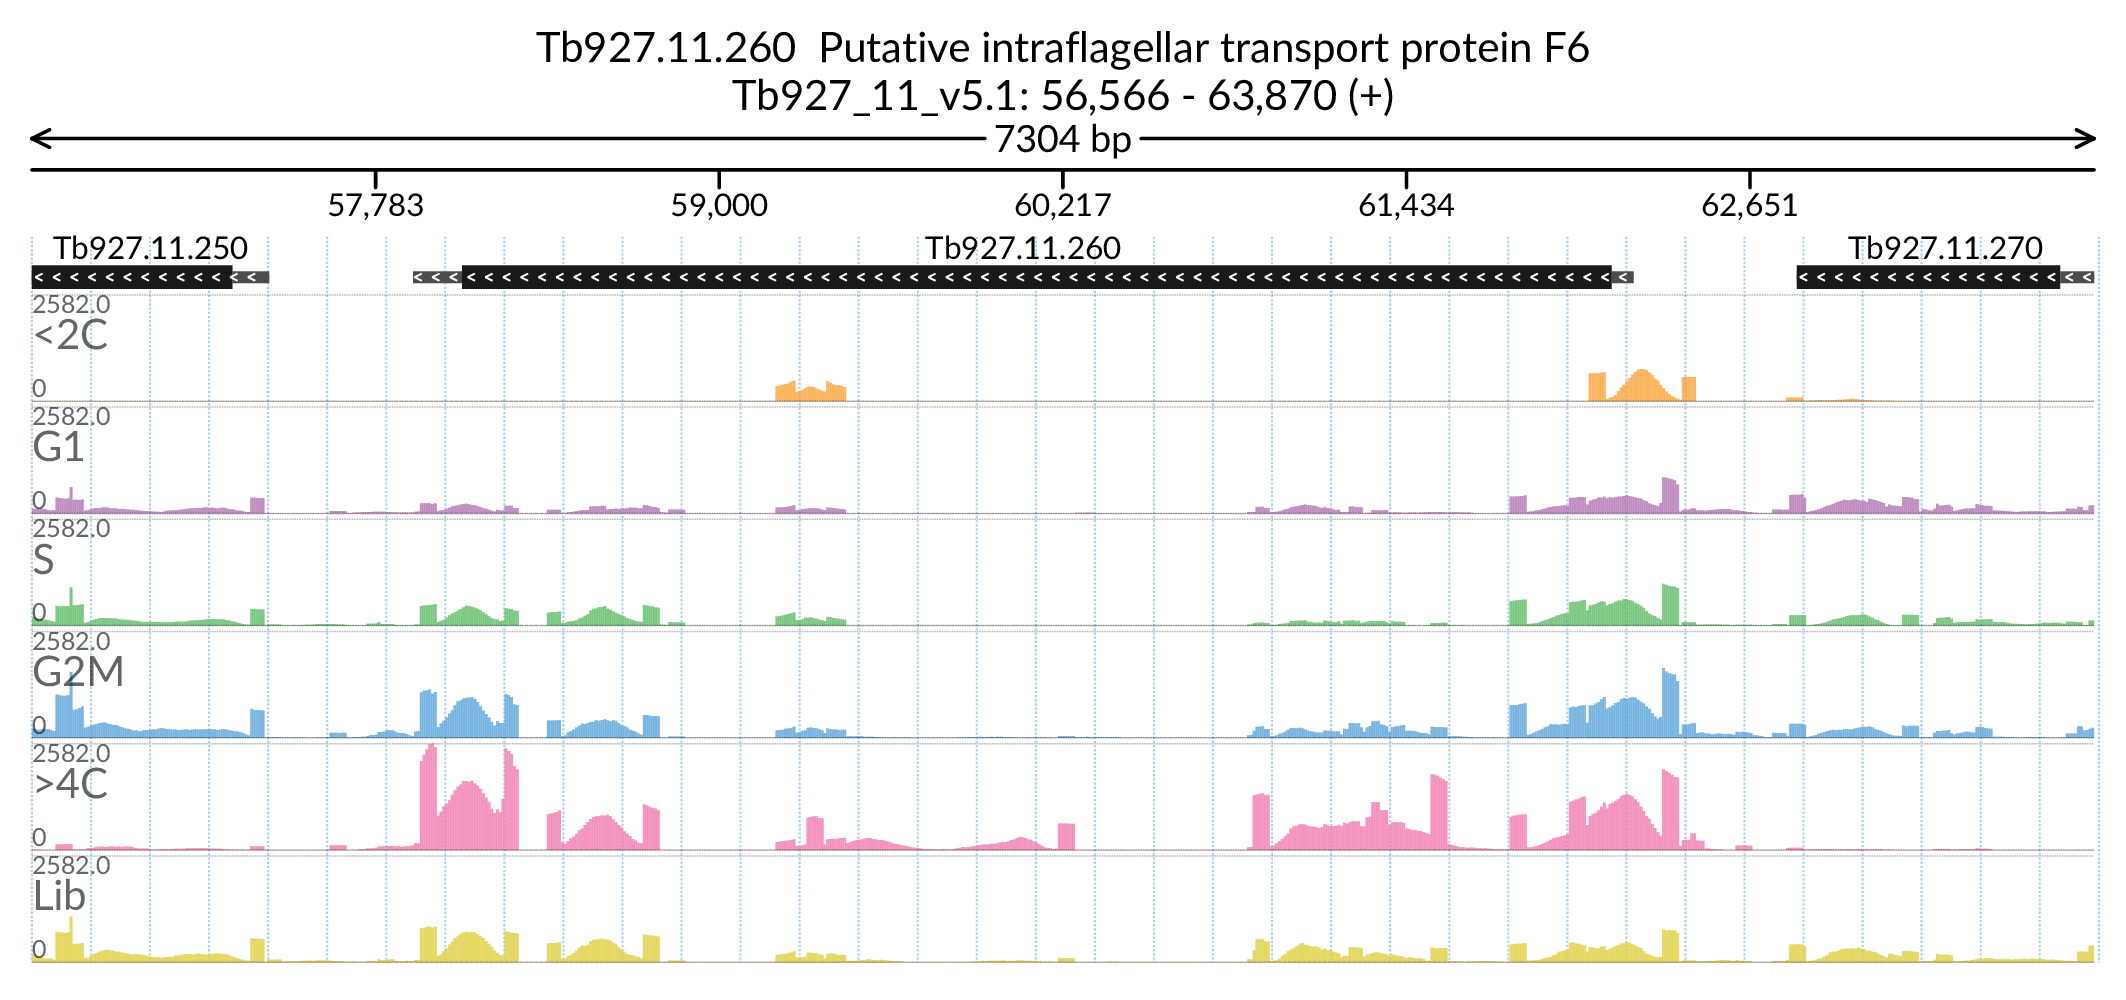 Tb927.11.260 Putative intraflagellar transport protein F6
Tb927_11_v5.1: 56,566 - 63,870 (+)
7304 bp
57,783 59,000 60,217 61,434 62,651
Tb927.11.250 Tb927.11.260 Tb927.11.270
2582.0
<2C
0
2582.0
G1
0
2582.0
S
0
2582.0
G2M
0
2582.0
>4C
0
2582.0
Lib
0